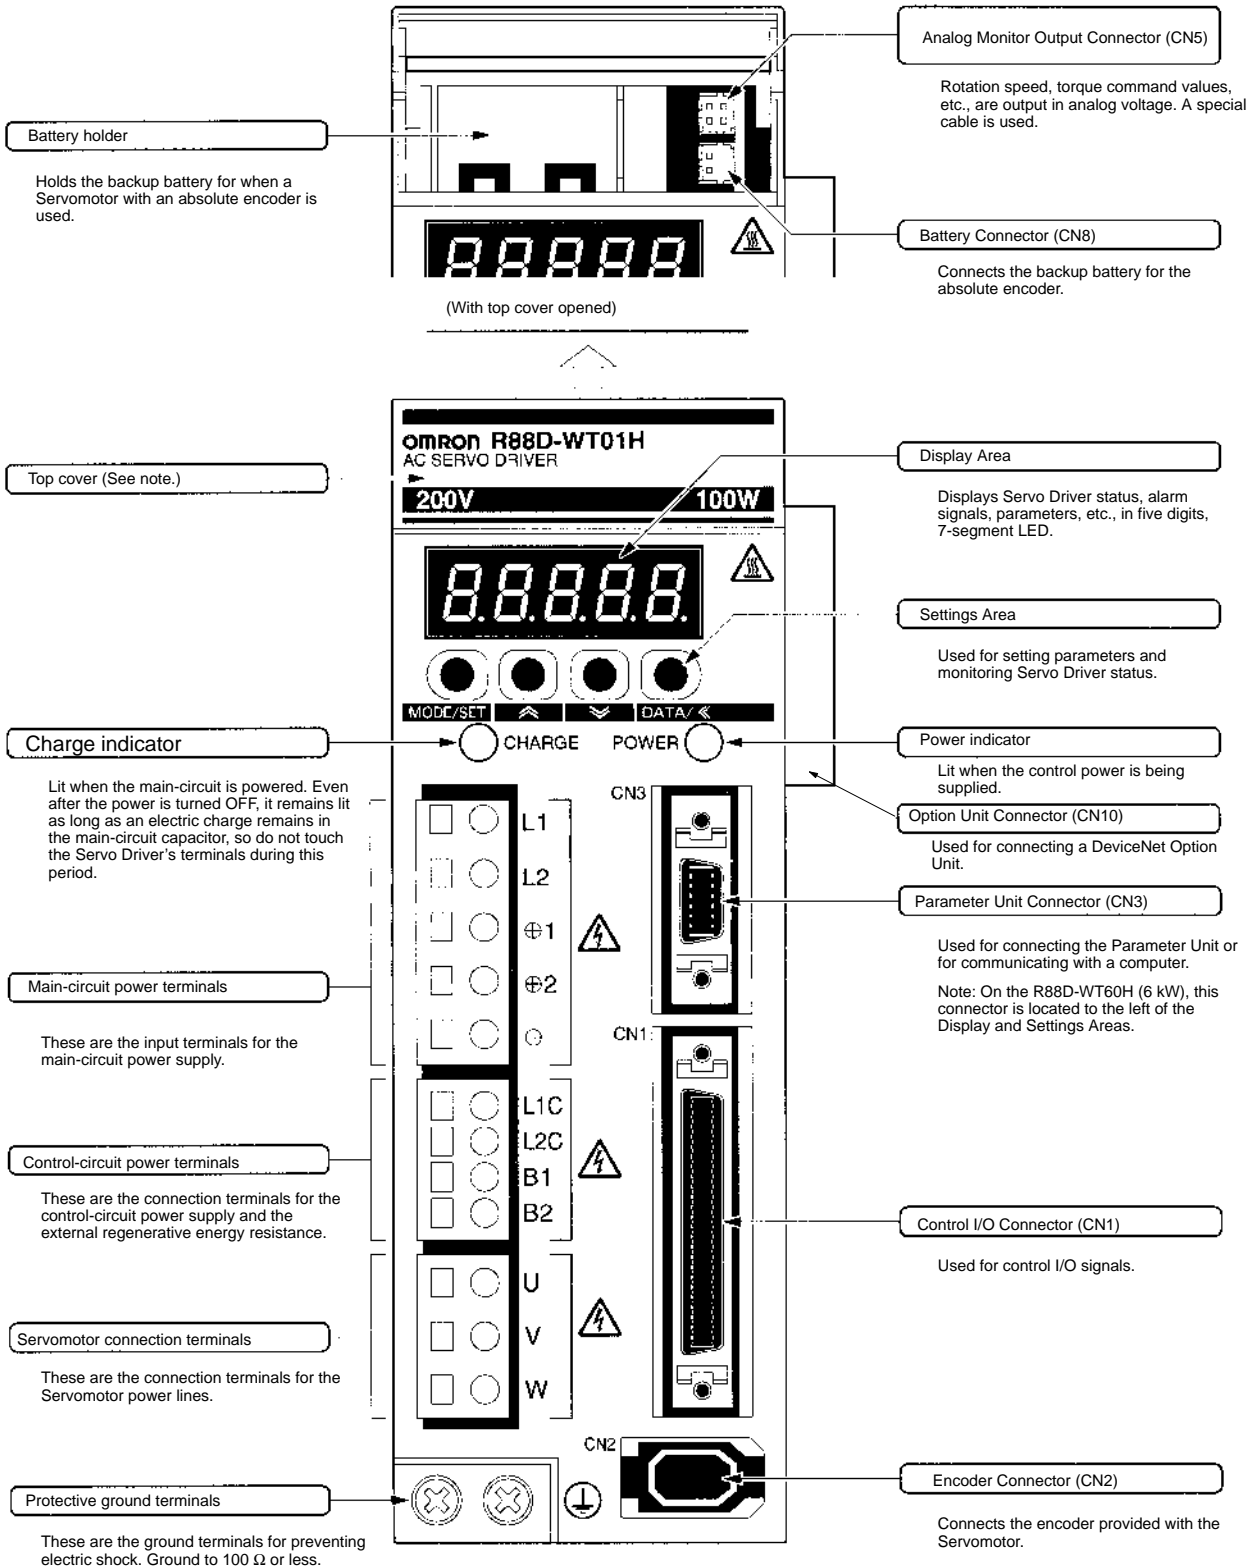 Analog Monitor Output Connector (CN5)
Rotation speed, torque command values,
etc., are output in analog voltage. A special
cable is used.
Battery holder
Holds the backup battery for when a
Servomotor with an absolute encoder is
used.
Battery Connector (CN8)
Connects the backup battery for the
absolute encoder.
8.8.8.8.8.
(With top cover opened)
OMRON R88D-WT01H
AC SERVO DRIVER
200V 100W
Top cover (See note.)
Display Area
Displays Servo Driver status, alarm
signals, parameters, etc., in five digits,
7-segment LED.
8.8.8.8.8.
Settings Area
Used for setting parameters and
monitoring Servo Driver status.
MODE/SET DATA/
CHARGE POWER
Charge indicator
Lit when the main-circuit is powered. Even
after the power is turned OFF, it remains lit
as long as an electric charge remains in
the main-circuit capacitor, so do not touch
the Servo Driver's terminals during this
period.
Power indicator
Lit when the control power is being
supplied.
Option Unit Connector (CN10)
Used for connecting a DeviceNet Option
Unit.
Parameter Unit Connector (CN3)
Used for connecting the Parameter Unit or
for communicating with a computer.
Note: On the R88D-WT60H (6 kW), this
connector is located to the left of the
Display and Settings Areas.
CN3
L1
L2
⊕1
⊕2
⊖
Main-circuit power terminals
These are the input terminals for the
main-circuit power supply.
CN1
L1C
L2C
B1
B2
Control-circuit power terminals
These are the connection terminals for the
control-circuit power supply and the
external regenerative energy resistance.
Control I/O Connector (CN1)
Used for control I/O signals.
U
V
W
Servomotor connection terminals
These are the connection terminals for the
Servomotor power lines.
CN2
Encoder Connector (CN2)
Connects the encoder provided with the
Servomotor.
Protective ground terminals
These are the ground terminals for preventing
electric shock. Ground to 100 Ω or less.